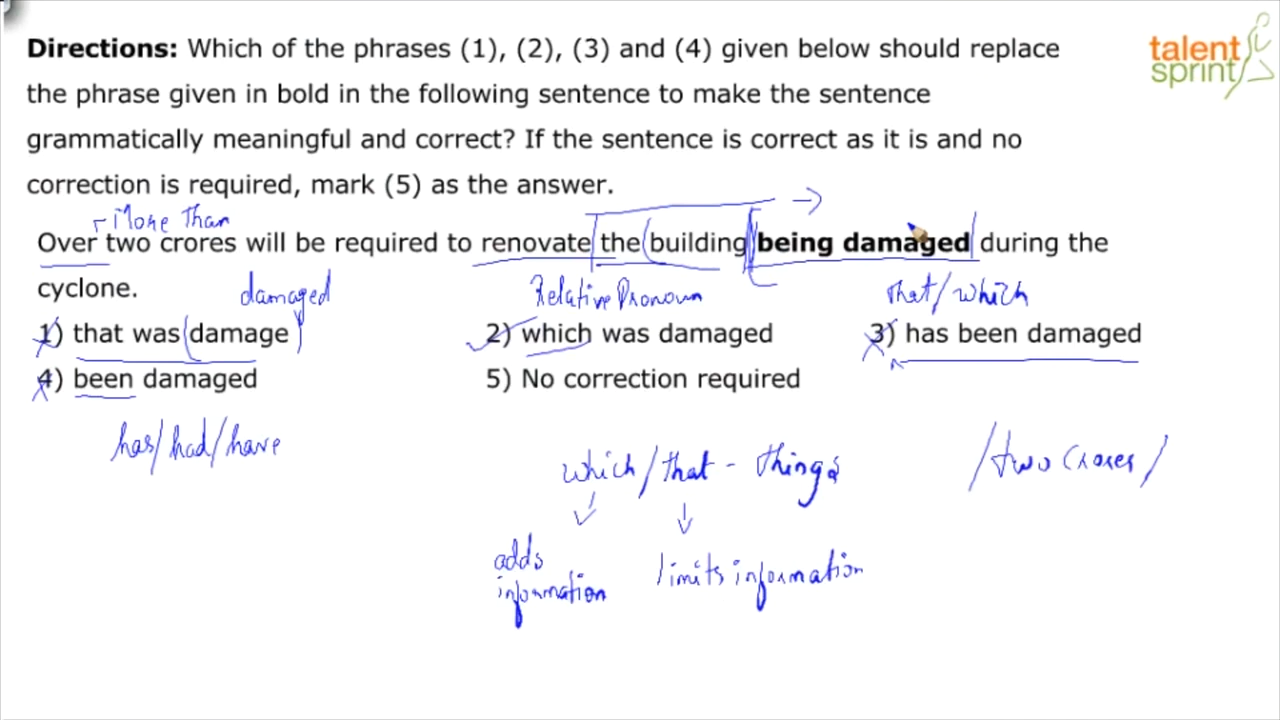 Directions: Which of the phrases (1), (2), (3) and (4) given below should replace
talent
sprint
the phrase given in bold in the following sentence to make the sentence
grammatically meaningful and correct? If the sentence is correct as it is and no
correction is required, mark (5) as the answer.
More Than
Over two crores will be required to renovate the building being damaged during the
cyclone.
damaged Relative Pronoun that/which
1) that was damage 2) which was damaged 3) has been damaged
4) been damaged 5) No correction required
has/had/have
which/that - things /two crores/
adds limits information
information